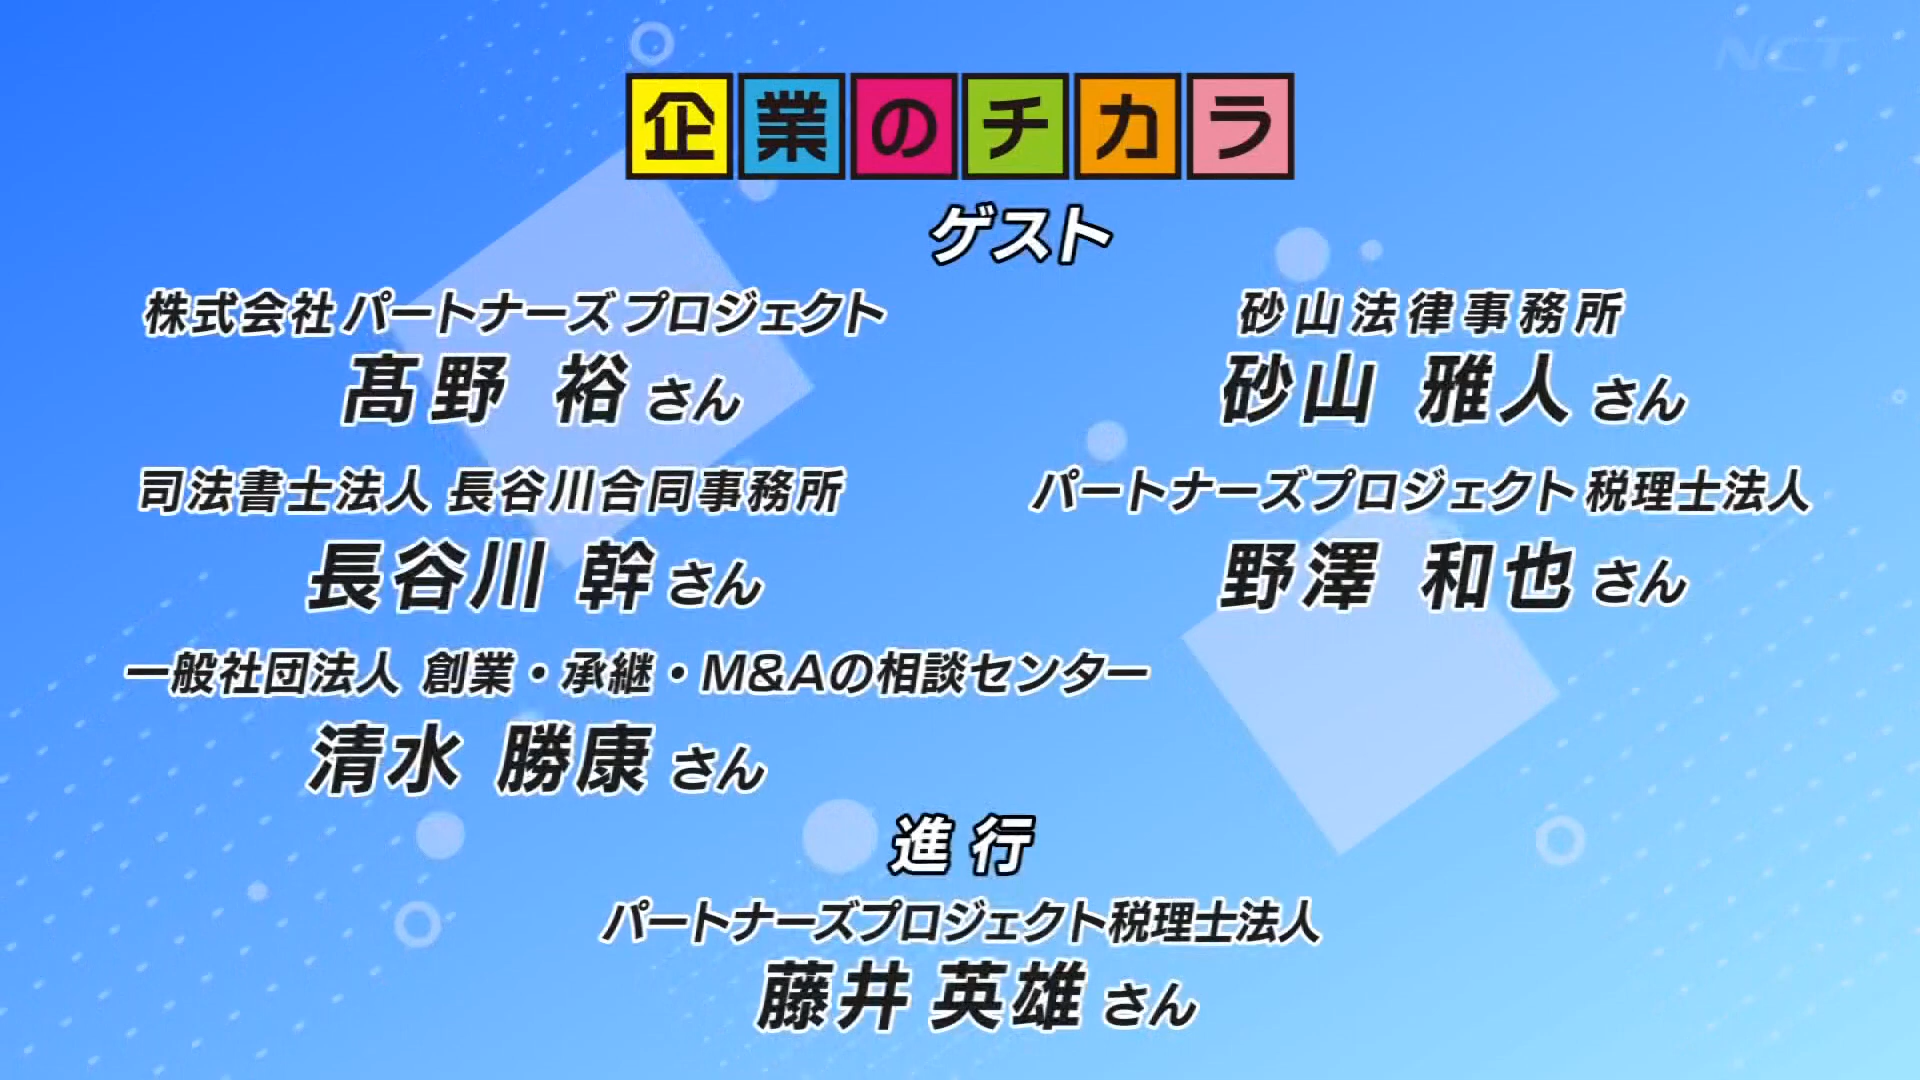 NCT
企業のチカラ
ゲスト
株式会社パートナーズプロジェクト
髙野 裕さん
砂山法律事務所
砂山 雅人さん
司法書士法人 長谷川合同事務所
長谷川 幹さん
パートナーズプロジェクト税理士法人
野澤 和也さん
一般社団法人 創業・承継・M&Aの相談センター
清水 勝康さん
進行
パートナーズプロジェクト税理士法人
藤井 英雄さん